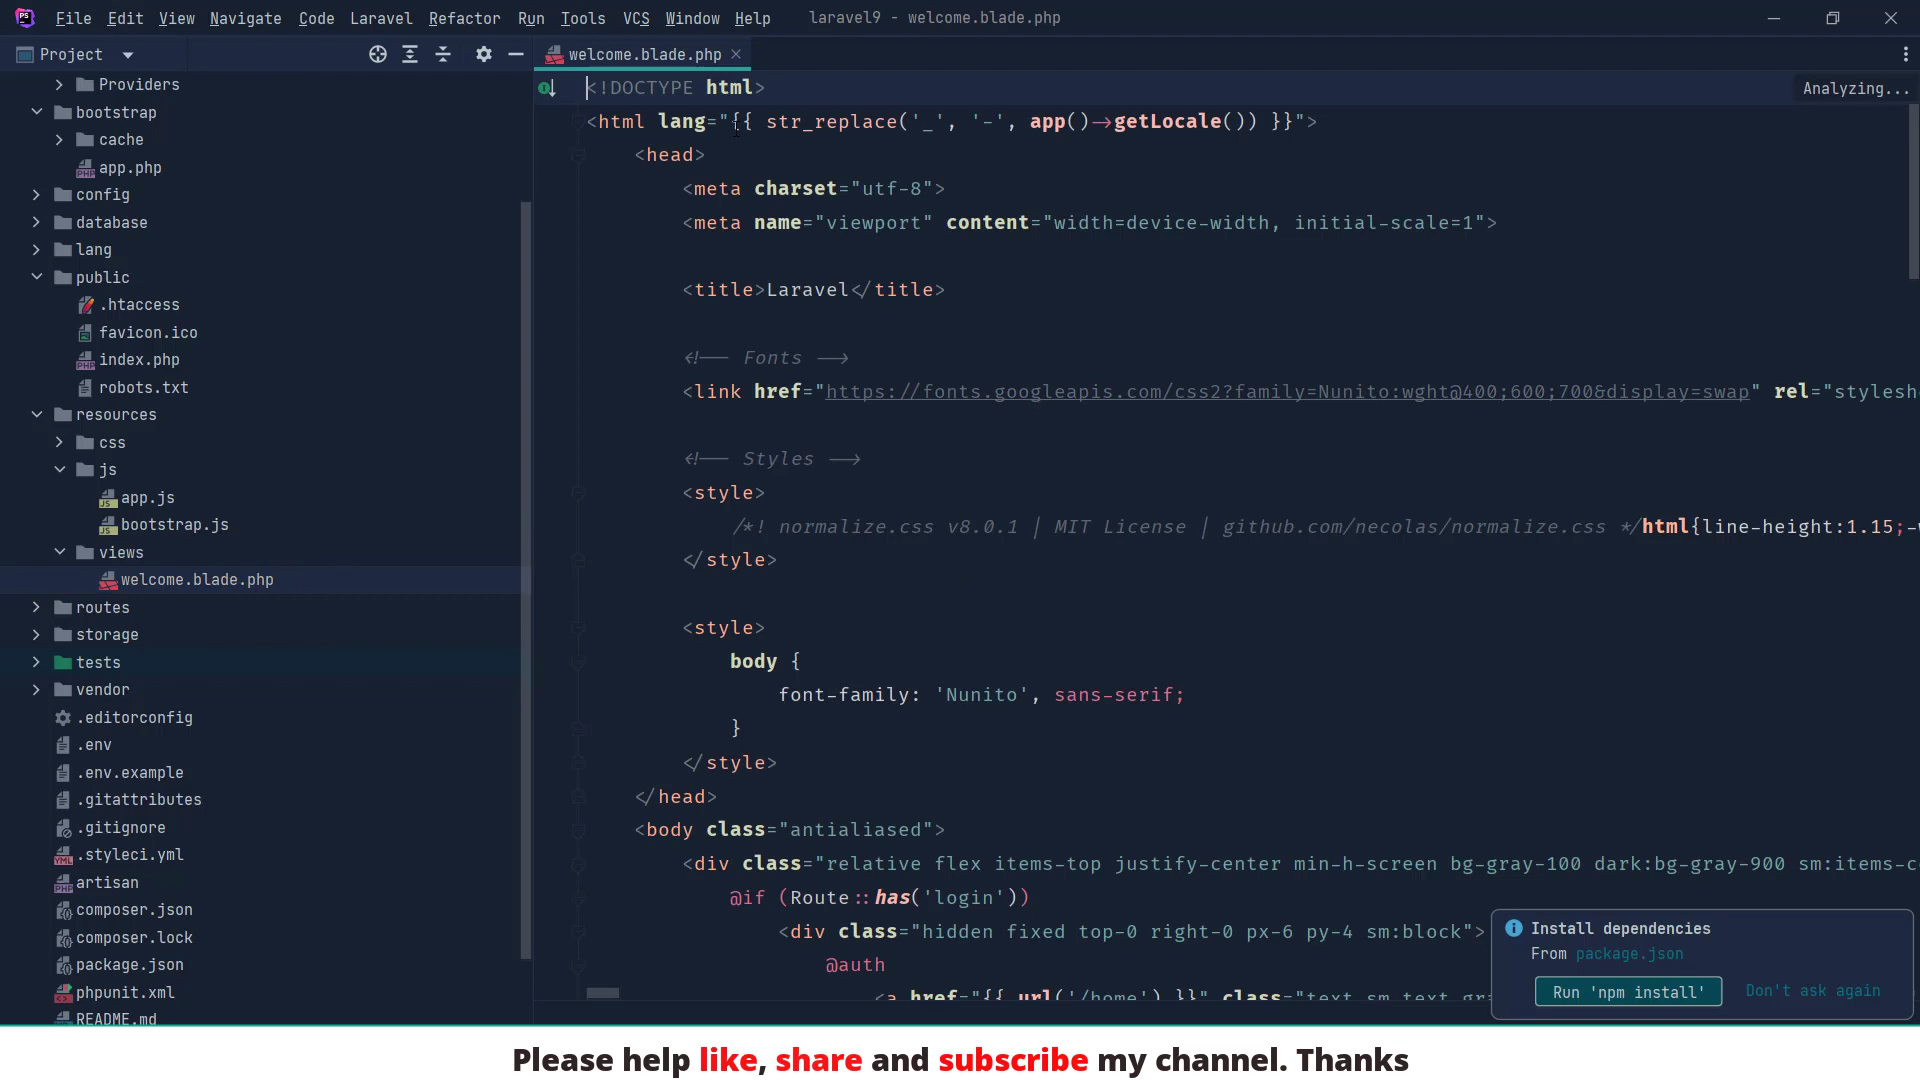 File Edit View Navigate Code Laravel Refactor Run Tools VCS Window Help laravel9 - welcome.blade.php
Project
welcome.blade.php
Providers
bootstrap
cache
app.php
config
database
lang
public
.htaccess
favicon.ico
index.php
robots.txt
resources
css
js
app.js
bootstrap.js
views
welcome.blade.php
routes
storage
tests
vendor
.editorconfig
.env
.env.example
.gitattributes
.gitignore
.styleci.yml
artisan
composer.json
composer.lock
package.json
phpunit.xml
README.md
<!DOCTYPE html>
Analyzing...
<html lang="{{ str_replace('_', '-', app()->getLocale()) }}">
<head>
<meta charset="utf-8">
<meta name="viewport" content="width=device-width, initial-scale=1">
<title>Laravel</title>
<!-- Fonts -->
<link href="https://fonts.googleapis.com/css2?family=Nunito:wght@400;600;700&display=swap" rel="stylesh
<!-- Styles -->
<style>
/*! normalize.css v8.0.1 | MIT License | github.com/necolas/normalize.css */html{line-height:1.15;-
</style>
<style>
body {
font-family: 'Nunito', sans-serif;
}
</style>
</head>
<body class="antialiased">
<div class="relative flex items-top justify-center min-h-screen bg-gray-100 dark:bg-gray-900 sm:items-c
@if (Route::has('login'))
<div class="hidden fixed top-0 right-0 px-6 py-4 sm:block">
@auth
<a href="{{ url('/home') }}" class="text-sm text-gra
Install dependencies
From package.json
Run 'npm install' Don't ask again
Please help like, share and subscribe my channel. Thanks